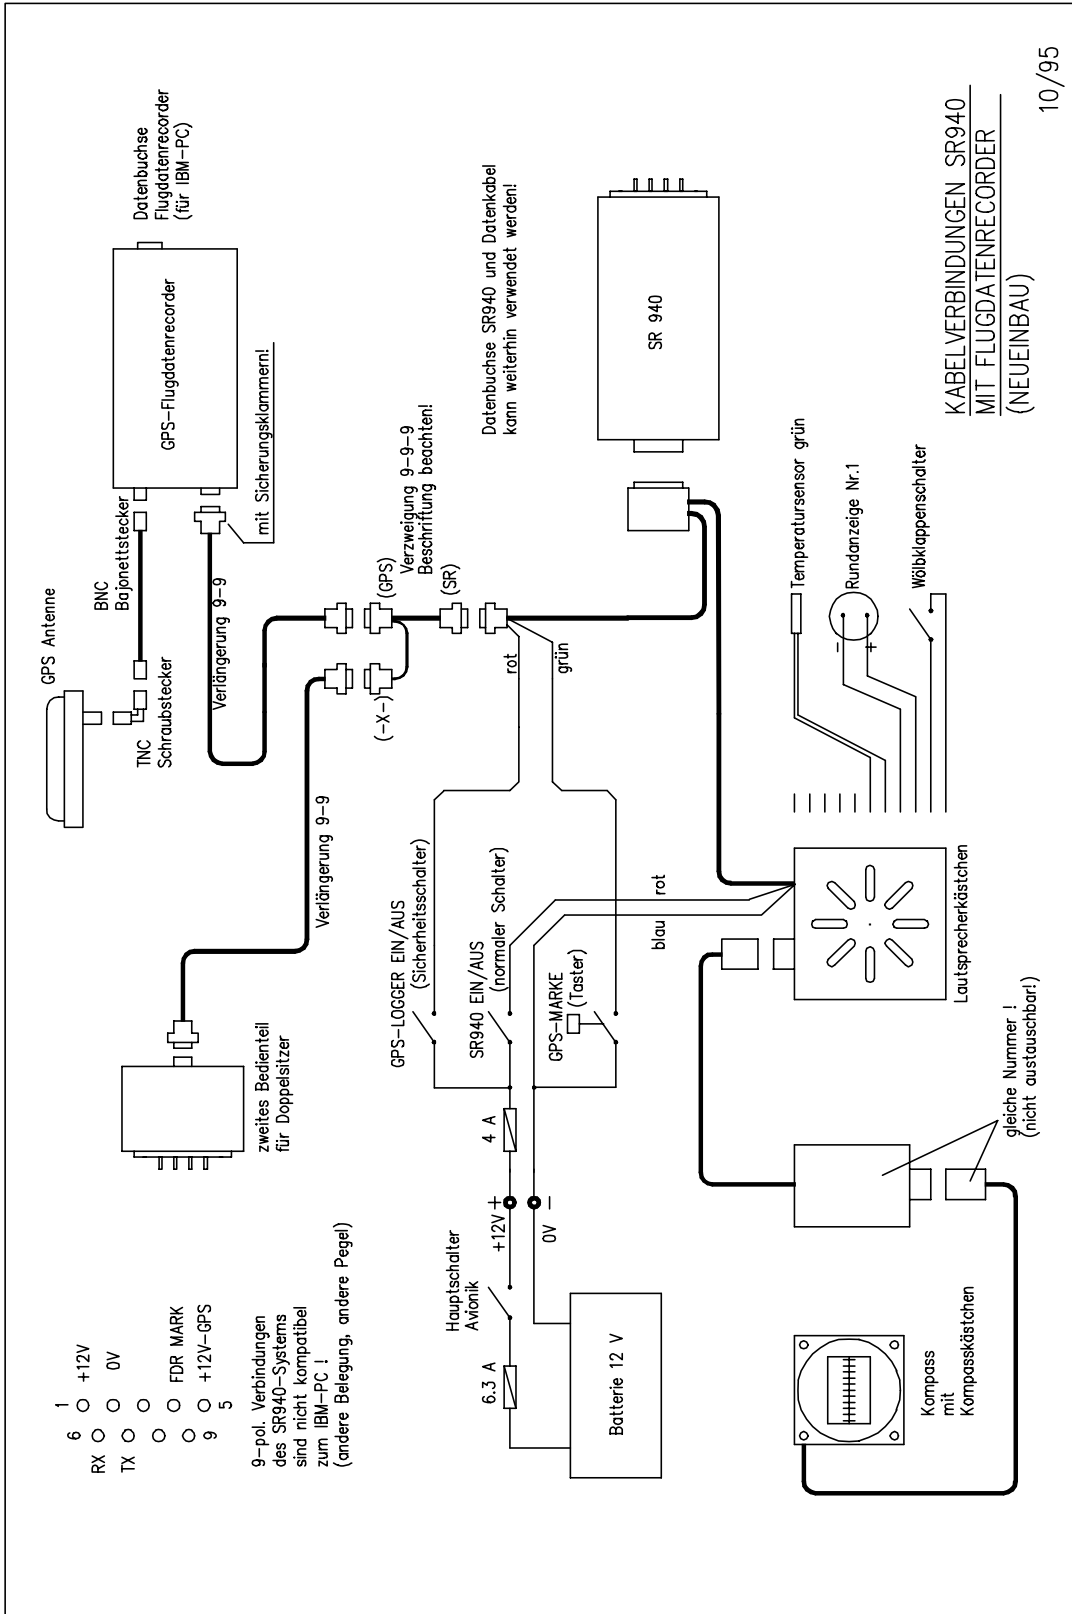 6
1
RX
+12V
TX
0V
FDR MARK
+12V-GPS
9
5
9-pol. Verbindungen
des SR940-Systems
sind nicht kompatibel
zum IBM-PC !
(andere Belegung, andere Pegel)
zweites Bedienteil
für Doppelsitzer
Verlängerung 9-9
GPS Antenne
TNC
Schraubstecker
BNC
Bajonettstecker
Verlängerung 9-9
GPS-Flugdatenrecorder
mit Sicherungsklammern!
Datenbuchse
Flugdatenrecorder
(für IBM-PC)
(-X-)
(GPS)
Verzweigung 9-9-9
Beschriftung beachten!
(SR)
rot
grün
Datenbuchse SR940 und Datenkabel
kann weiterhin verwendet werden!
SR 940
GPS-LOGGER EIN/AUS
(Sicherheitsschalter)
SR940 EIN/AUS
(normaler Schalter)
GPS-MARKE
(Taster)
Hauptschalter
Avionik
6.3 A
4 A
+12V +
0V -
Batterie 12 V
blau
rot
Temperatursensor grün
Rundanzeige Nr.1
-
+
Wölbklappenschalter
Lautsprecherkästchen
gleiche Nummer !
(nicht austauschbar!)
Kompass
mit
Kompasskästchen
KABELVERBINDUNGEN SR940
MIT FLUGDATENRECORDER
(NEUEINBAU)
10/95